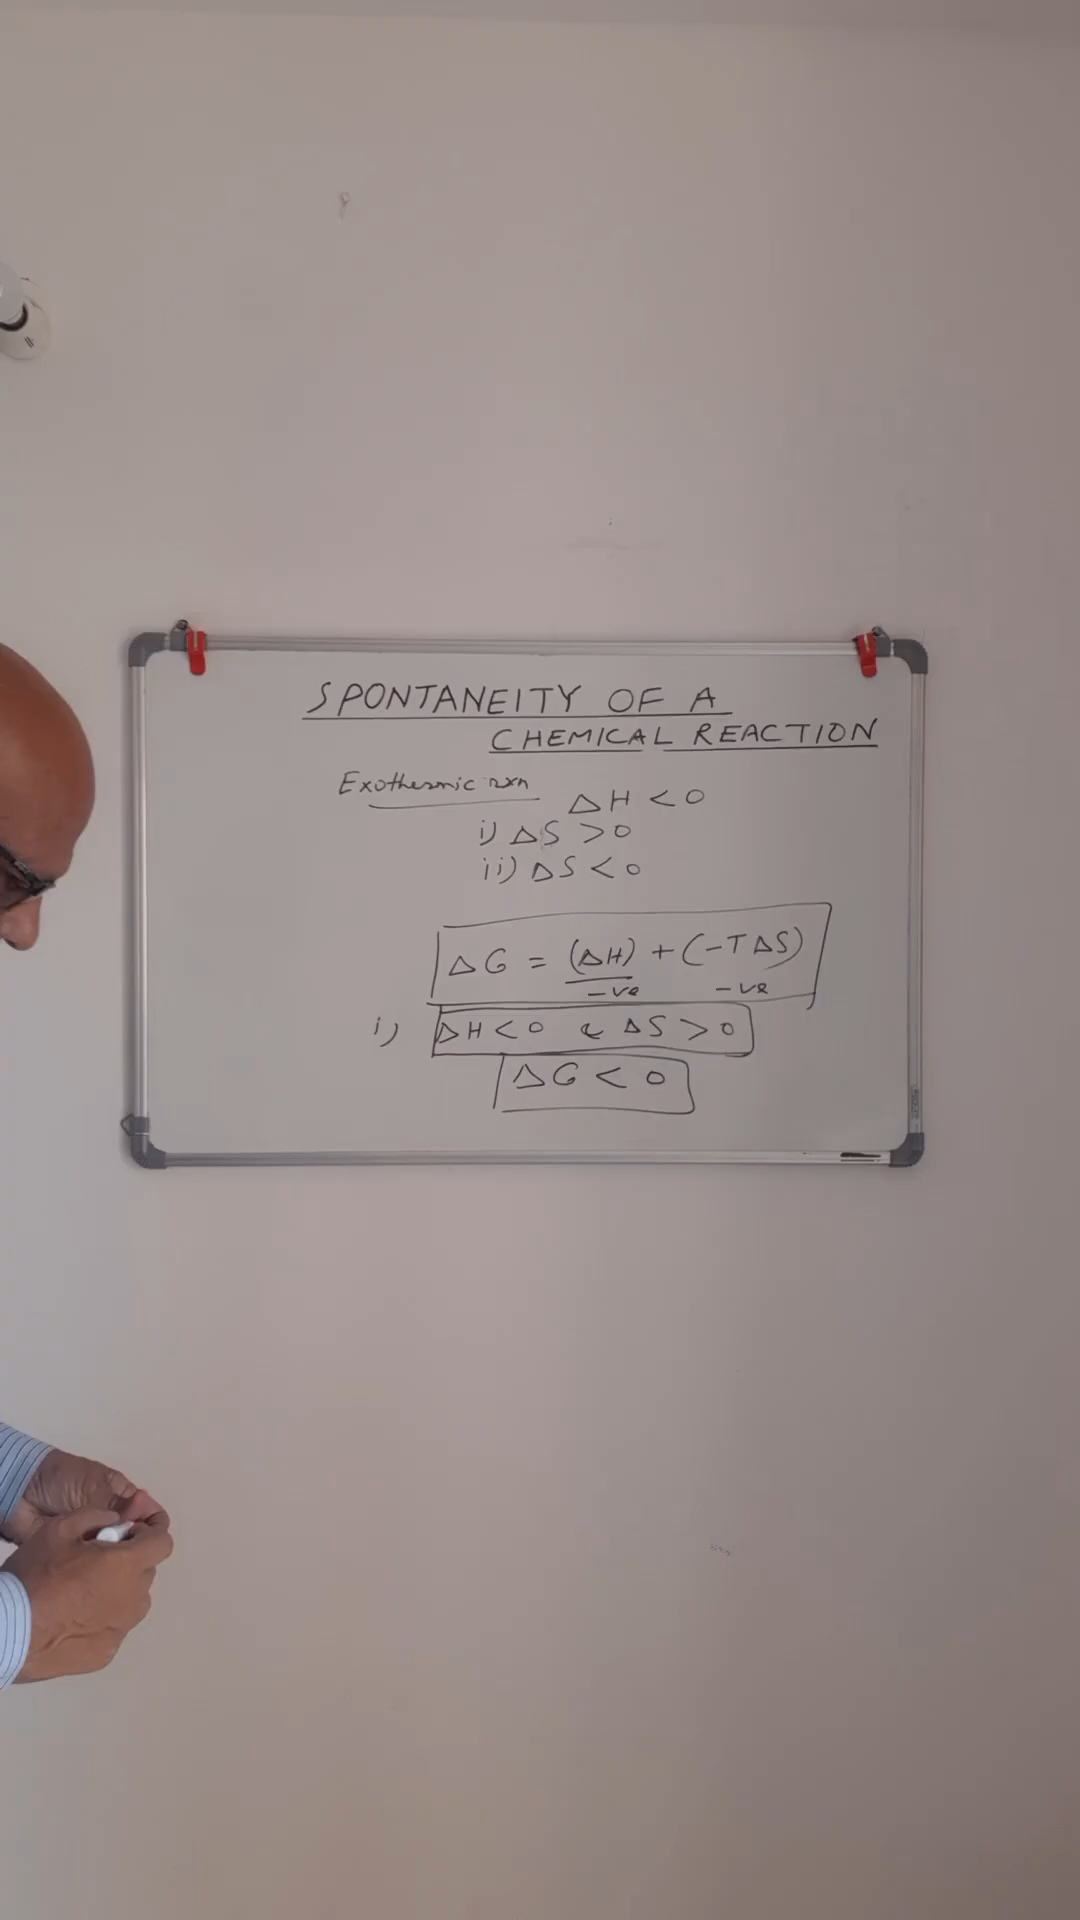 SPONTANEITY OF A
CHEMICAL REACTION
Exothermic rxn
ΔH < 0
i) ΔS > 0
ii) ΔS < 0
ΔG = (ΔH) + (-TΔS)
-ve -ve
i) ΔH < 0 & ΔS > 0
ΔG < 0